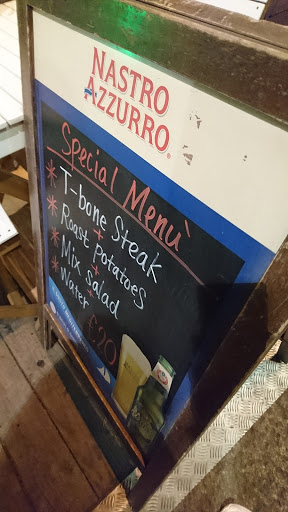 NASTRO
AZZURRO®
Special Menù
* T-bone Steak
+
* Roast potatoes
+
* Mix salad
+
* Water €20